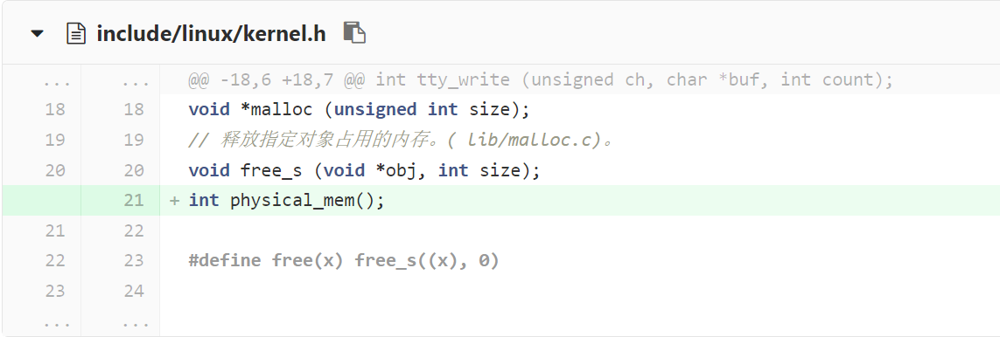 include/linux/kernel.h
... ... @@ -18,6 +18,7 @@ int tty_write (unsigned ch, char *buf, int count);
18 18 void *malloc (unsigned int size);
19 19 // 释放指定对象占用的内存。( lib/malloc.c)。
20 20 void free_s (void *obj, int size);
21 + int physical_mem();
21 22
22 23 #define free(x) free_s((x), 0)
23 24
... ...